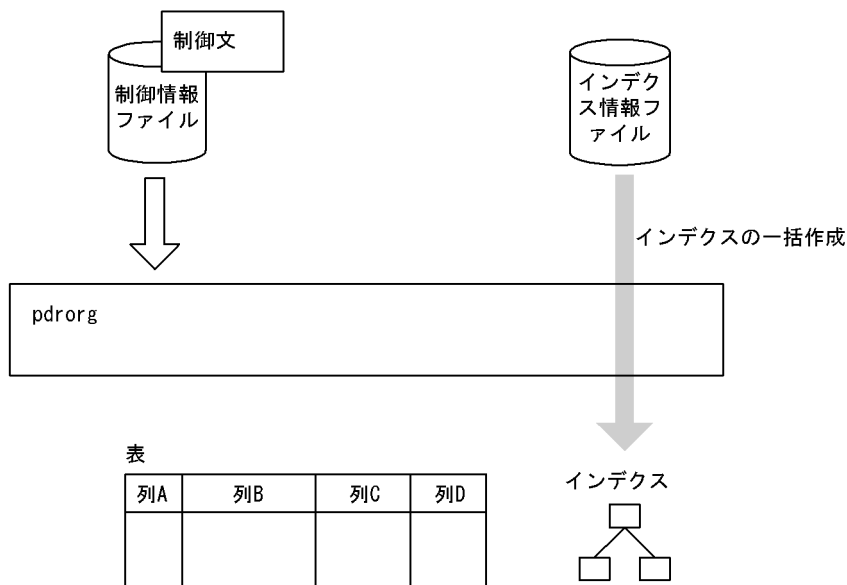 制御文
制御情報
ファイル
インデク
ス情報フ
ァイル
インデクスの一括作成
pdrorg
表
列A 列B 列C 列D
インデクス